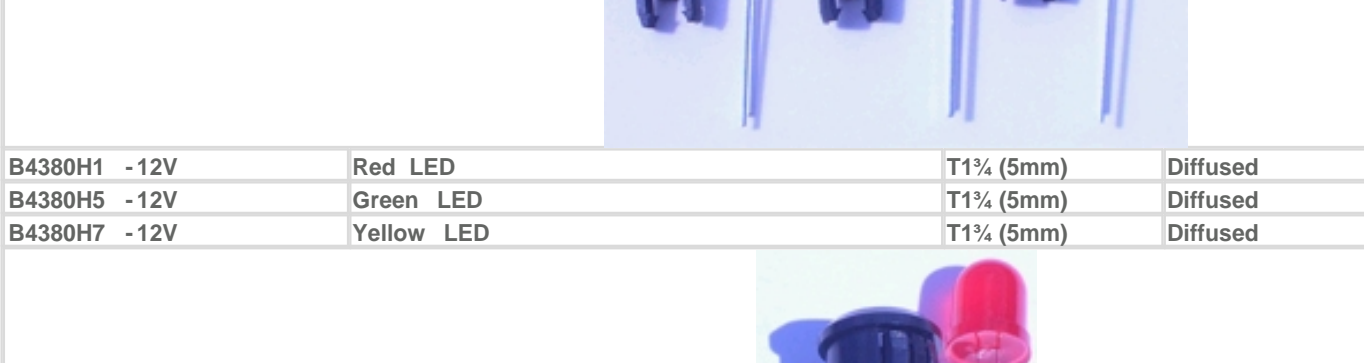 B4380H1 - 12V Red LED T1¾ (5mm) Diffused
B4380H5 - 12V Green LED T1¾ (5mm) Diffused
B4380H7 - 12V Yellow LED T1¾ (5mm) Diffused